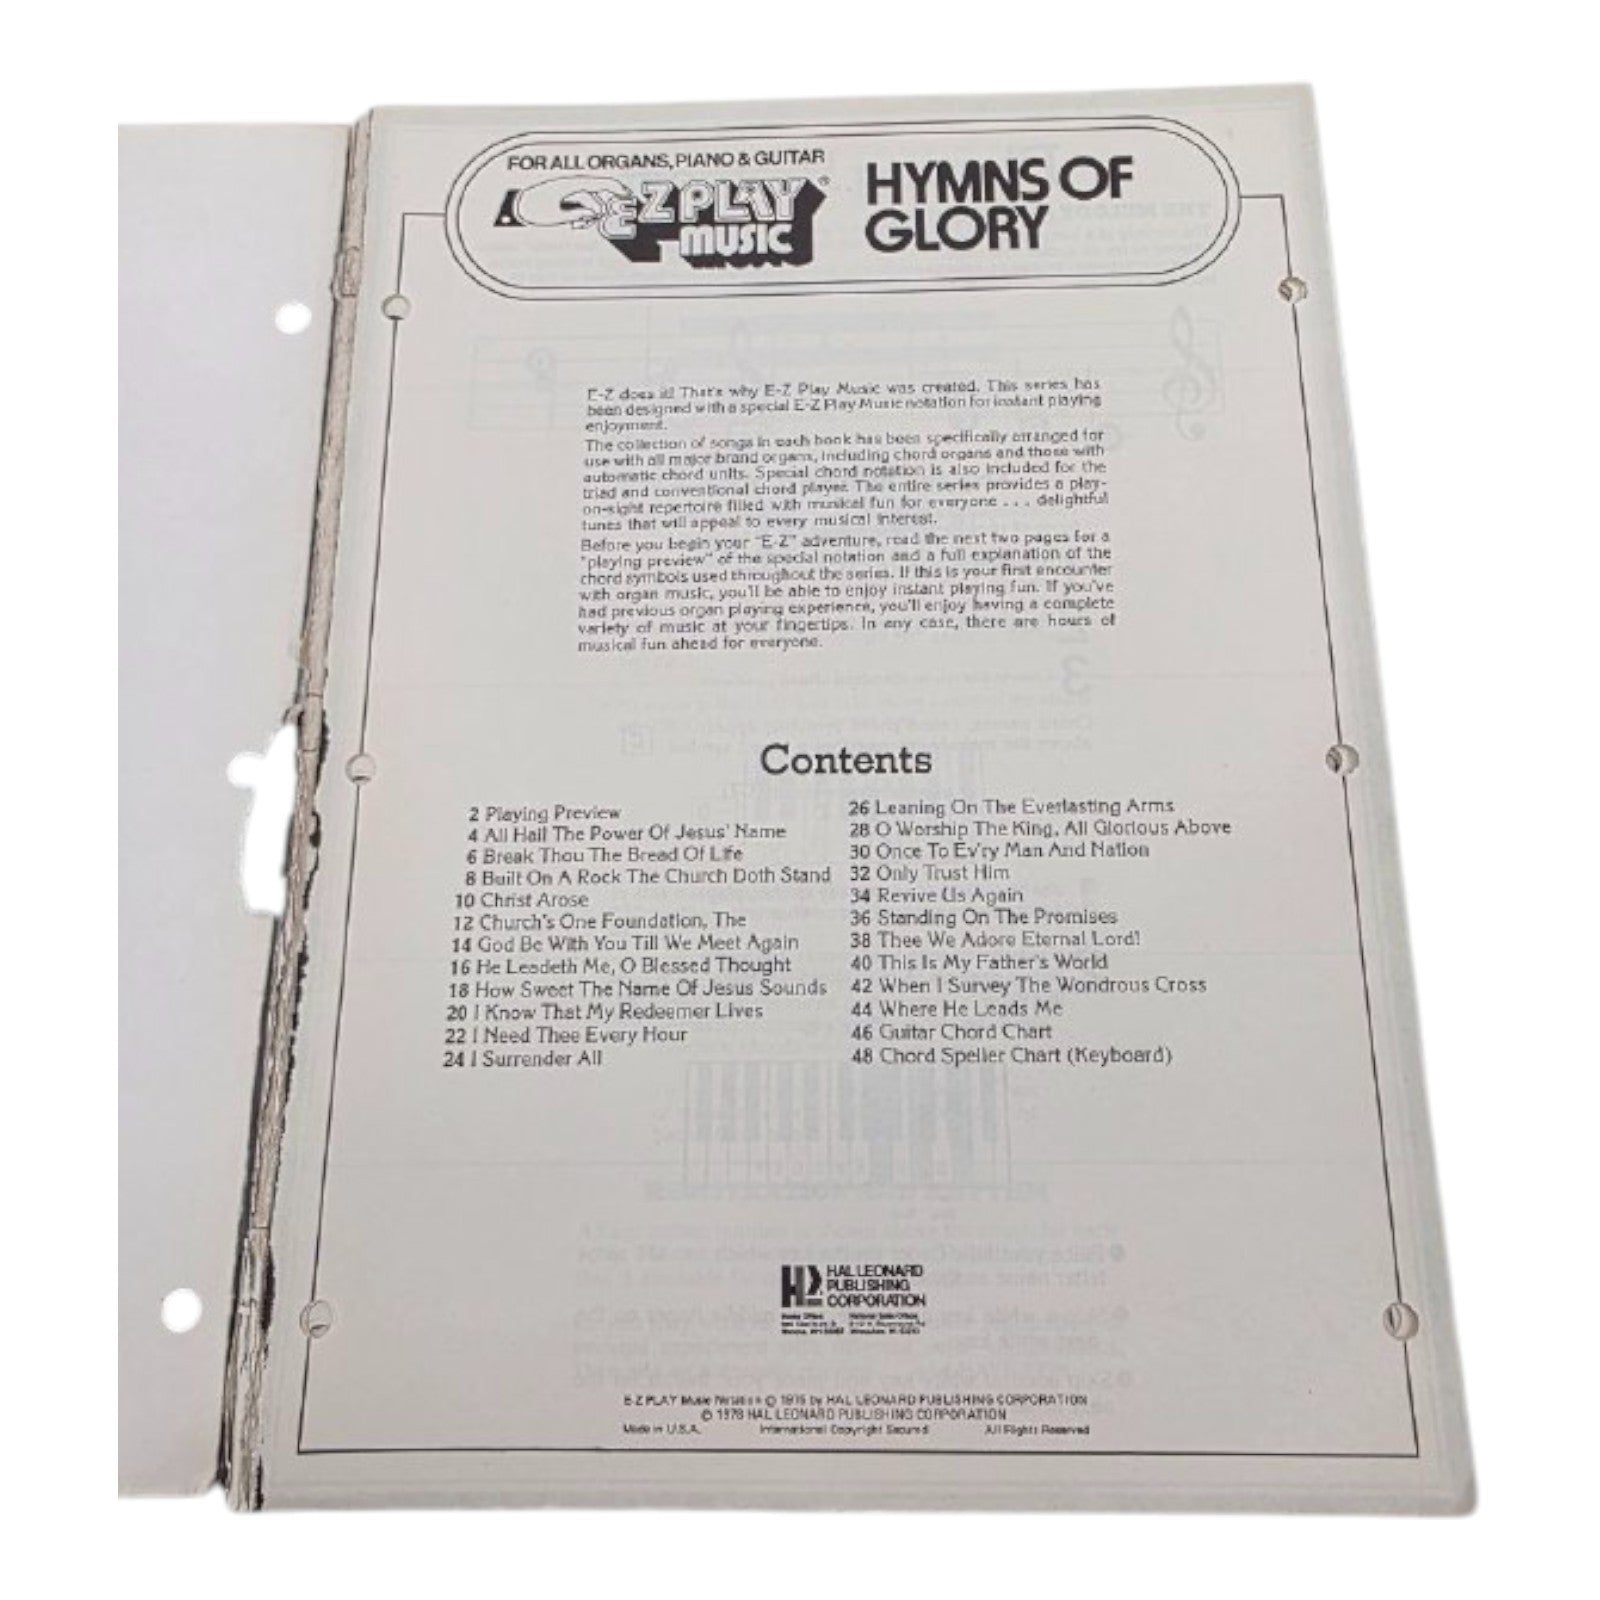 FOR ALL ORGANS, PIANO & GUITAR
E-Z PLAY®
MUSIC
HYMNS OF
GLORY
E-Z does it! That's why E-Z Play Music was created. This series has
been designed with a special E-Z Play Music notation for instant playing
enjoyment.
The collection of songs in each book has been specifically arranged for
use with all major brand organs, including chord organs and those with
automatic chord units. Special chord notation is also included for the
triad and conventional chord player. The entire series provides a play-
on-sight repertoire filled with musical fun for everyone . . . delightful
tunes that will appeal to every musical interest.
Before you begin your "E-Z" adventure, read the next two pages for a
"playing preview" of the special notation and a full explanation of the
chord symbols used throughout the series. If this is your first encounter
with organ music, you'll be able to enjoy instant playing fun. If you've
had previous organ playing experience, you'll enjoy having a complete
variety of music at your fingertips. In any case, there are hours of
musical fun ahead for everyone.
Contents
2 Playing Preview
4 All Hail The Power Of Jesus' Name
6 Break Thou The Bread Of Life
8 Built On A Rock The Church Doth Stand
10 Christ Arose
12 Church's One Foundation, The
14 God Be With You Till We Meet Again
16 He Leadeth Me, O Blessed Thought
18 How Sweet The Name Of Jesus Sounds
20 I Know That My Redeemer Lives
22 I Need Thee Every Hour
24 I Surrender All
26 Leaning On The Everlasting Arms
28 O Worship The King, All Glorious Above
30 Once To Ev'ry Man And Nation
32 Only Trust Him
34 Revive Us Again
36 Standing On The Promises
38 Thee We Adore Eternal Lord!
40 This Is My Father's World
42 When I Survey The Wondrous Cross
44 Where He Leads Me
46 Guitar Chord Chart
48 Chord Speller Chart (Keyboard)
HAL LEONARD
PUBLISHING
CORPORATION
E-Z PLAY Music Notation © 1975 by HAL LEONARD PUBLISHING CORPORATION
© 1978 HAL LEONARD PUBLISHING CORPORATION
Made in U.S.A. International Copyright Secured All Rights Reserved